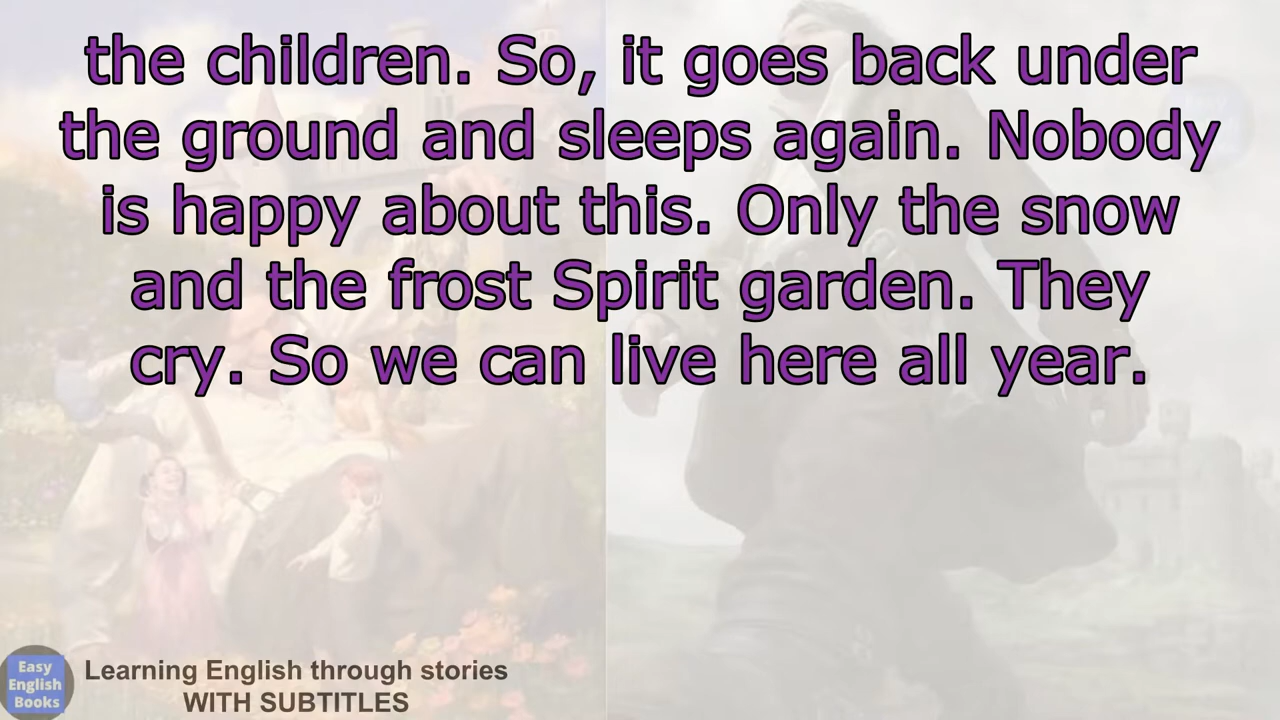 the children. So, it goes back under
the ground and sleeps again. Nobody
is happy about this. Only the snow
and the frost Spirit garden. They
cry. So we can live here all year.
Easy
English
Books
Learning English through stories
WITH SUBTITLES